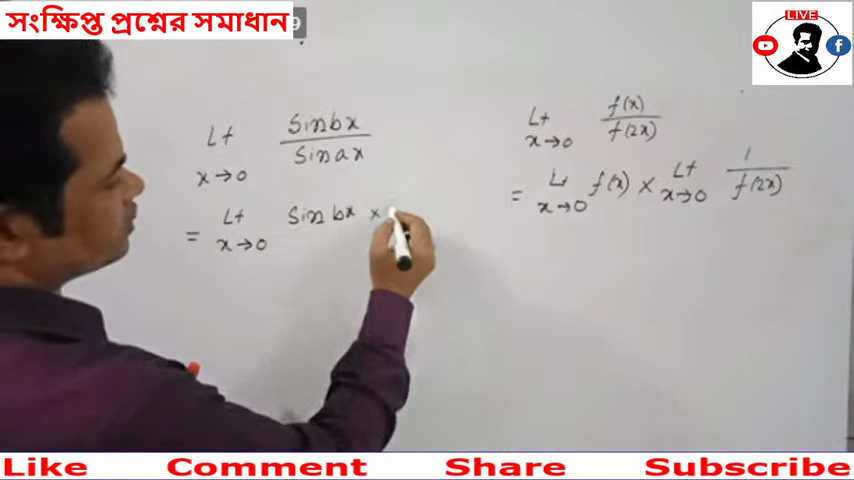 সংক্ষিপ্ত প্রশ্নের সমাধান
9
LIVE
Lt Sinbx / Sinax
x→0
= Lt Sin bx ×
x→0
Lt f(x) / f(2x)
x→0
= Lt f(x) × Lt 1 / f(2x)
x→0 x→0
Like Comment Share Subscribe